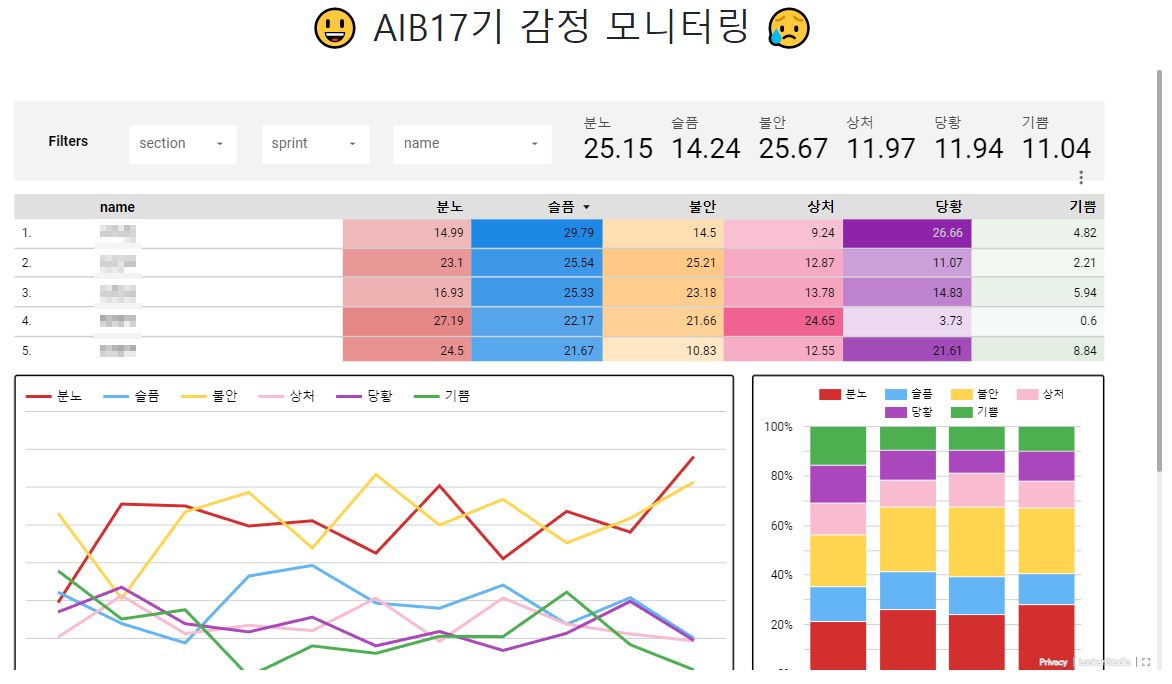 AIB17기 감정 모니터링
Filters section sprint name
분노 슬픔 불안 상처 당황 기쁨
25.15 14.24 25.67 11.97 11.94 11.04
name 분노 슬픔 불안 상처 당황 기쁨
1. 14.99 29.79 14.5 9.24 26.66 4.82
2. 23.1 25.54 25.21 12.87 11.07 2.21
3. 16.93 25.33 23.18 13.78 14.83 5.94
4. 27.19 22.17 21.66 24.65 3.73 0.6
5. 24.5 21.67 10.83 12.55 21.61 8.84
분노 슬픔 불안 상처 당황 기쁨
분노 슬픔 불안 상처
당황 기쁨
100%
80%
60%
40%
20%
Privacy LookerStudio